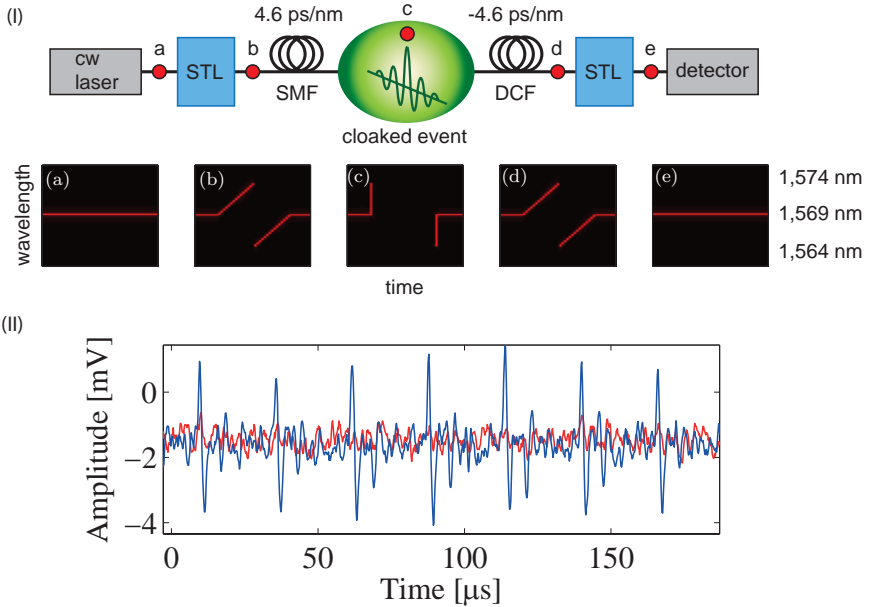 (I)
4.6 ps/nm
c
-4.6 ps/nm
cw
laser
a
STL
b
SMF
cloaked event
DCF
d
STL
e
detector
wavelength
(a)
(b)
(c)
(d)
(e)
1,574 nm
1,569 nm
1,564 nm
time
(II)
Amplitude [mV]
0
−2
−4
0
50
100
150
Time [µs]